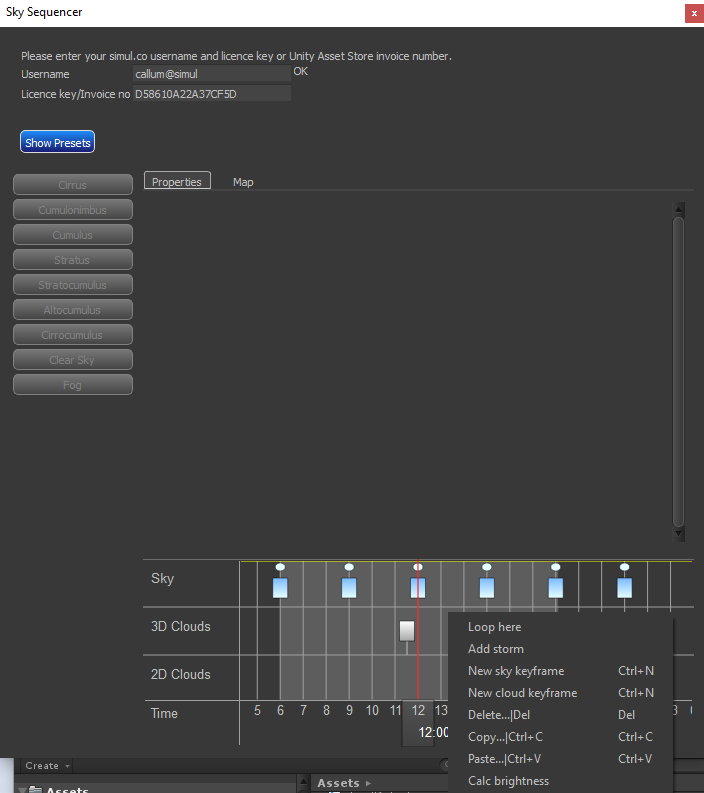 Sky Sequencer
Please enter your simul.co username and licence key or Unity Asset Store invoice number.
Username callum@simul OK
Licence key/Invoice no D58610A22A37CF5D
Show Presets
Cirrus
Cumulonimbus
Cumulus
Stratus
Stratocumulus
Altocumulus
Cirrocumulus
Clear Sky
Fog
Properties Map
Sky
3D Clouds
2D Clouds
Time 5 6 7 8 9 10 11 12 13
12:00
Loop here
Add storm
New sky keyframe Ctrl+N
New cloud keyframe Ctrl+N
Delete...|Del Del
Copy...|Ctrl+C Ctrl+C
Paste...|Ctrl+V Ctrl+V
Calc brightness
Create
Assets
Assets